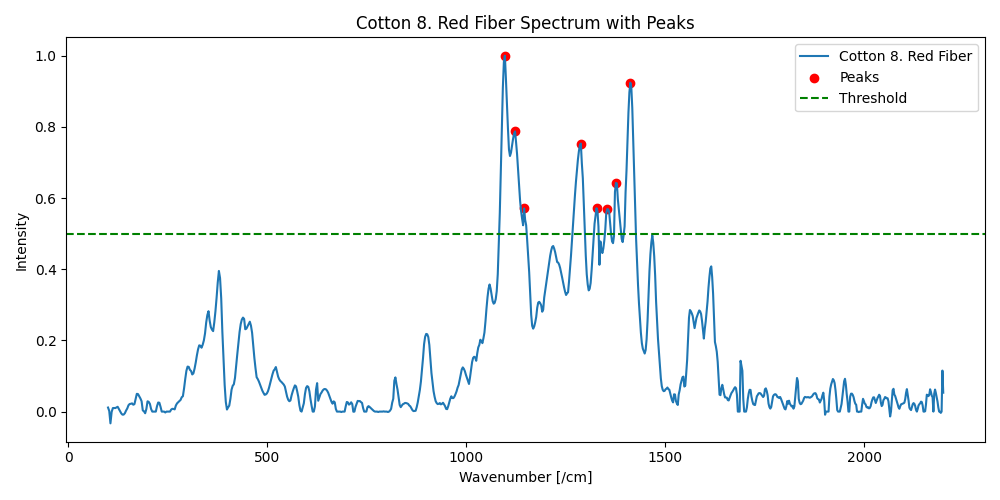 Cotton 8. Red Fiber Spectrum with Peaks
Cotton 8. Red Fiber
Peaks
Threshold
Intensity
1.0
0.8
0.6
0.4
0.2
0.0
0 500 1000 1500 2000
Wavenumber [/cm]